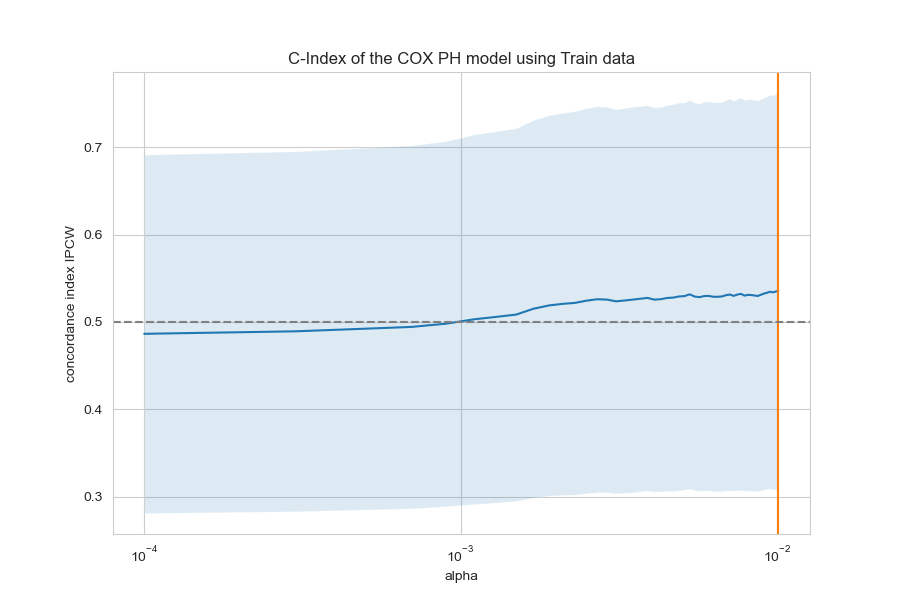 C-Index of the COX PH model using Train data
concordance index IPCW
0.7
0.6
0.5
0.4
0.3
10⁻⁴
10⁻³
10⁻²
alpha